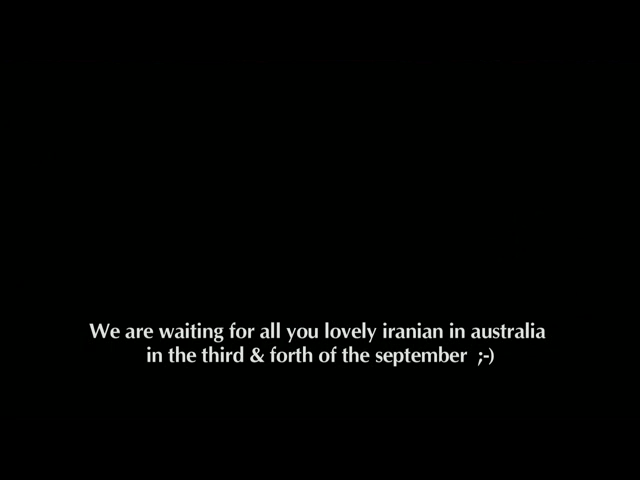 We are waiting for all you lovely iranian in australia
in the third & forth of the september  ;-)